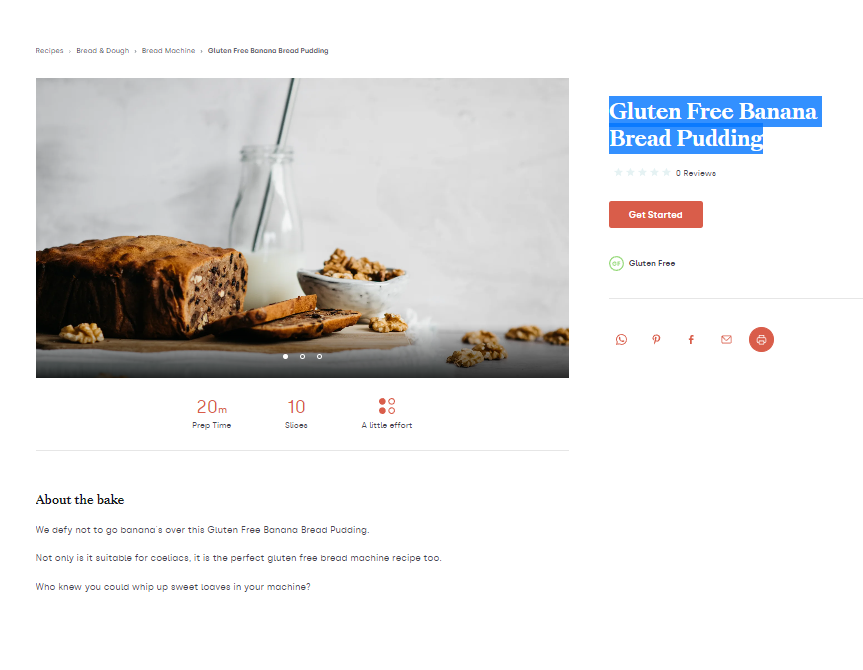 Recipes › Bread & Dough › Bread Machine › Gluten Free Banana Bread Pudding
Gluten Free Banana
Bread Pudding
0 Reviews
Get Started
GF Gluten Free
20m
Prep Time
10
Slices
A little effort
About the bake
We defy not to go banana's over this Gluten Free Banana Bread Pudding.
Not only is it suitable for coeliacs, it is the perfect gluten free bread machine recipe too.
Who knew you could whip up sweet loaves in your machine?